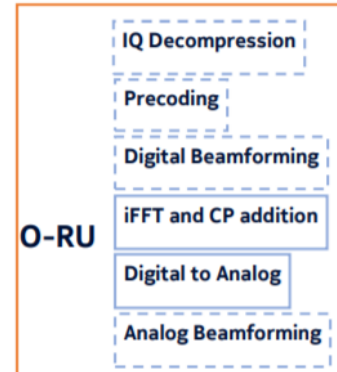 IQ Decompression
Precoding
Digital Beamforming
iFFT and CP addition
O-RU
Digital to Analog
Analog Beamforming